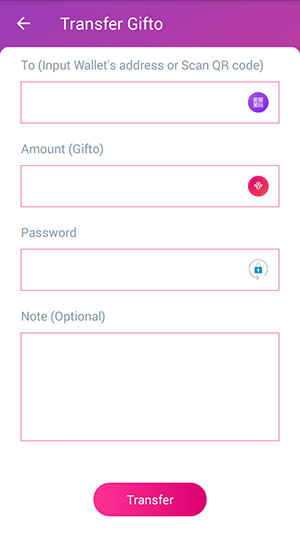 Transfer Gifto
To (Input Wallet's address or Scan QR code)
Amount (Gifto)
Password
Note (Optional)
Transfer